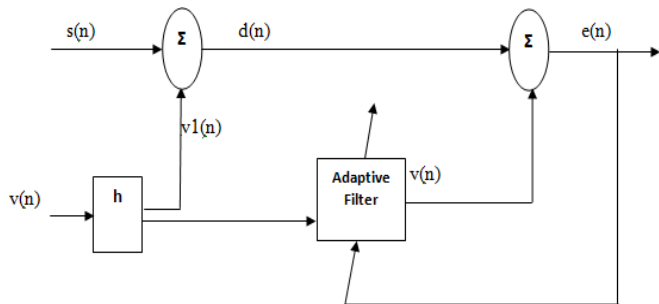 s(n)
Σ
d(n)
Σ
e(n)
v1(n)
v(n)
h
Adaptive
Filter
v(n)